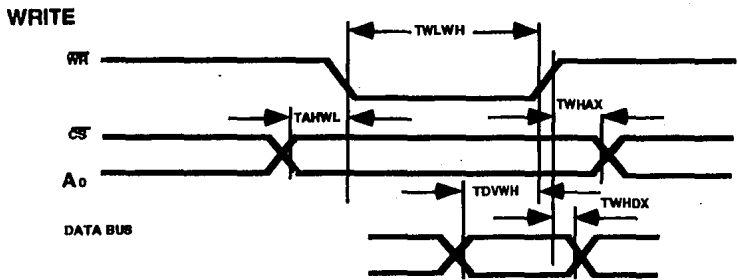 WRITE
WR
TWLWH
TAHWL
TWHAX
CS
A0
TDVWH
TWHDX
DATA BUS